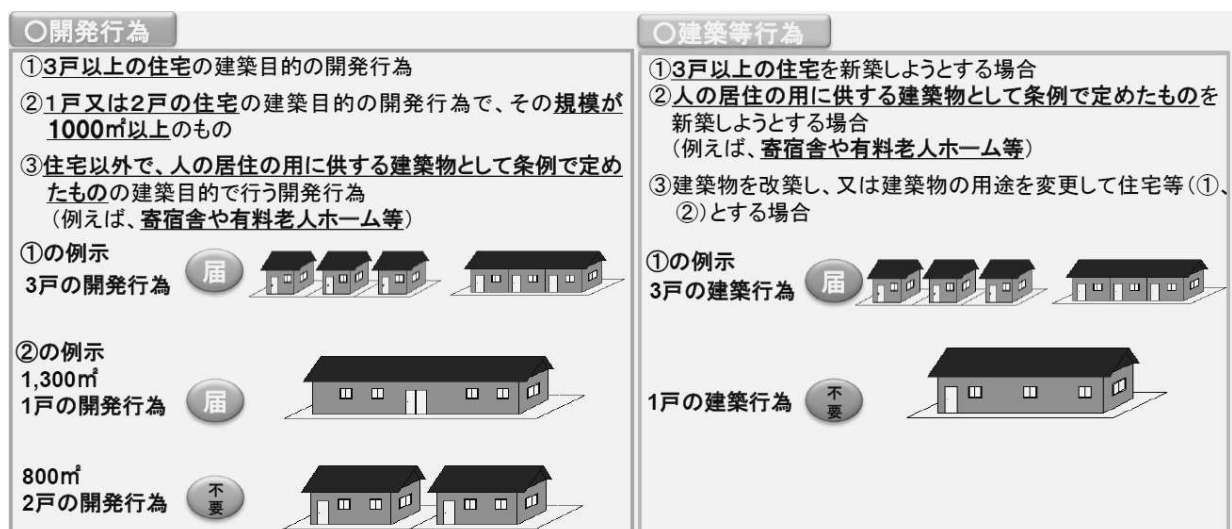 ○開発行為
①3戸以上の住宅の建築目的の開発行為
②1戸又は2戸の住宅の建築目的の開発行為で、その規模が
1000㎡以上のもの
③住宅以外で、人の居住の用に供する建築物として条例で定め
たものの建築目的で行う開発行為
(例えば、寄宿舎や有料老人ホーム等)
①の例示
3戸の開発行為
届
②の例示
1,300㎡
1戸の開発行為
届
800㎡
2戸の開発行為
不
要
○建築等行為
①3戸以上の住宅を新築しようとする場合
②人の居住の用に供する建築物として条例で定めたものを
新築しようとする場合
(例えば、寄宿舎や有料老人ホーム等)
③建築物を改築し、又は建築物の用途を変更して住宅等(①、
②)とする場合
①の例示
3戸の建築行為
届
1戸の建築行為
不
要